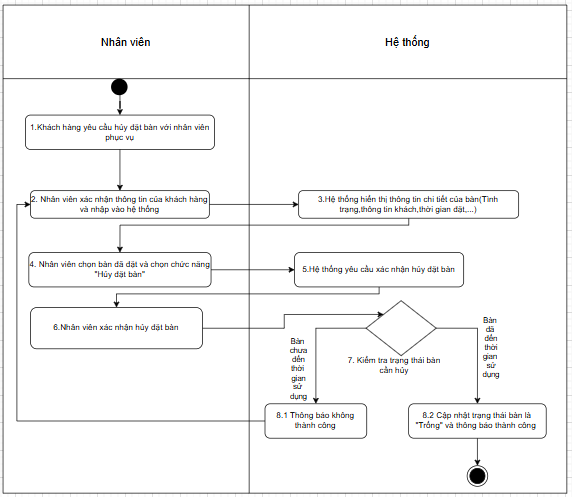 Nhân viên
Hệ thống
1.Khách hàng yêu cầu hủy đặt bàn với nhân viên
phục vụ
2. Nhân viên xác nhận thông tin của khách hàng
và nhập vào hệ thống
3.Hệ thống hiển thị thông tin chi tiết của bàn(Tình
trạng,thông tin khách,thời gian đặt,...)
4. Nhân viên chọn bàn đã đặt và chọn chức năng
"Hủy đặt bàn"
5.Hệ thống yêu cầu xác nhận hủy đặt bàn
6.Nhân viên xác nhận hủy đặt bàn
7. Kiểm tra trạng thái bàn
cần hủy
Bàn
chưa
đến
thời
gian
sử
dụng
Bàn
đã
đến
thời
gian
sử
dụng
8.1 Thông báo không
thành công
8.2 Cập nhật trạng thái bàn là
"Trống" và thông báo thành công